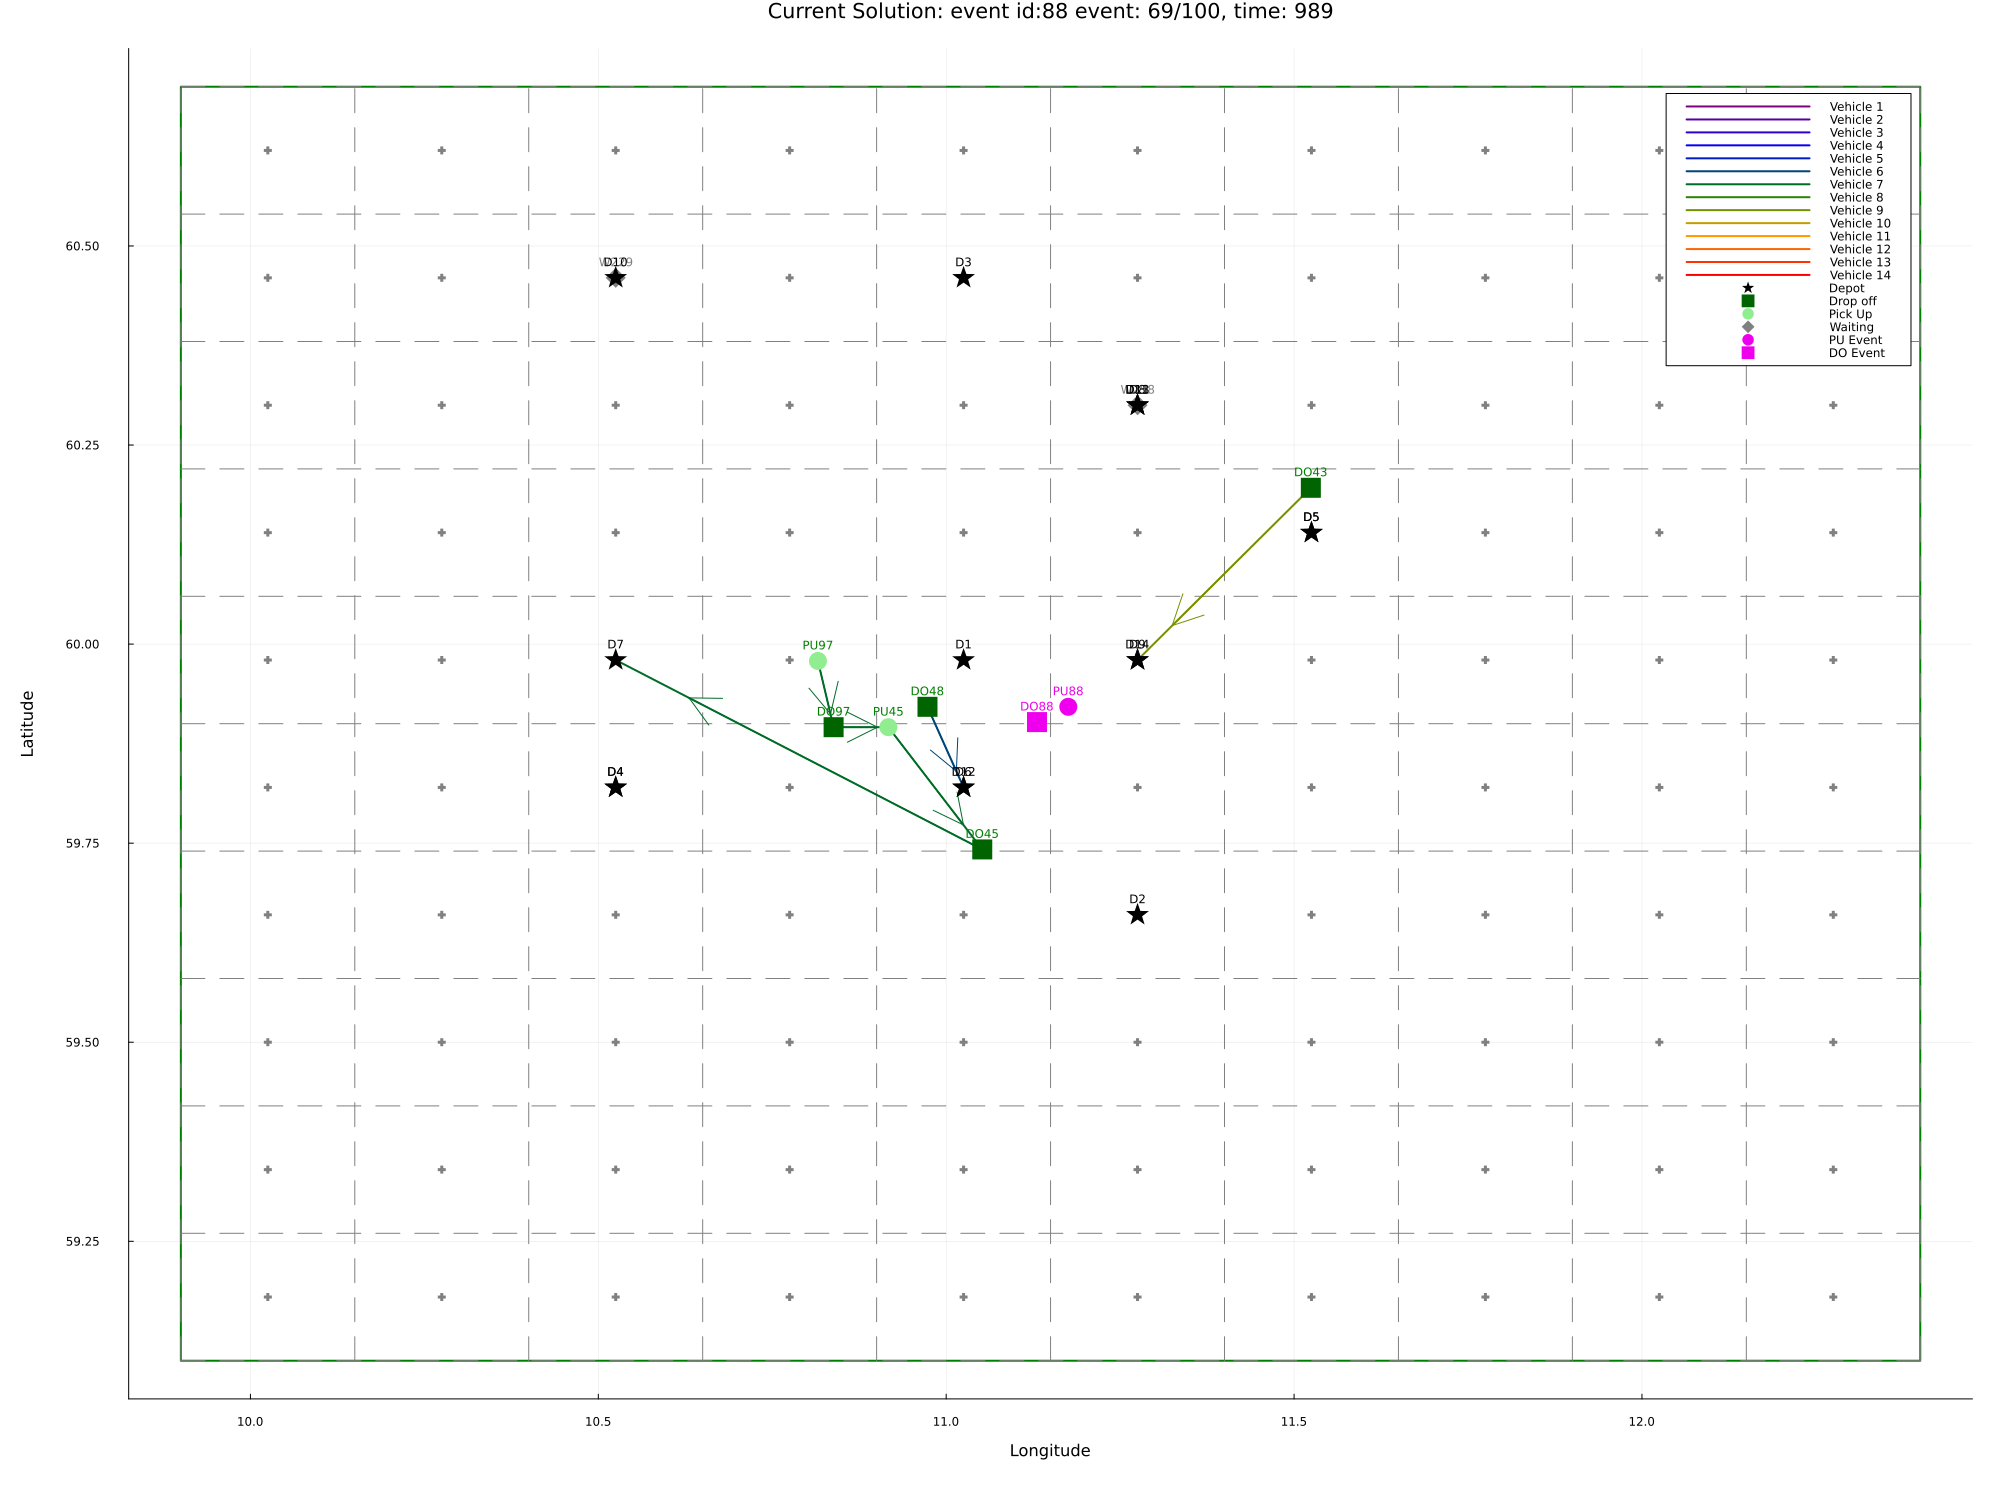 Current Solution: event id:88 event: 69/100, time: 989
Vehicle 1
Vehicle 2
Vehicle 3
Vehicle 4
Vehicle 5
Vehicle 6
Vehicle 7
Vehicle 8
Vehicle 9
Vehicle 10
Vehicle 11
Vehicle 12
Vehicle 13
Vehicle 14
Depot
Drop off
Pick Up
Waiting
PU Event
DO Event
60.50
60.25
60.00
59.75
59.50
59.25
Latitude
D10
D3
DO43
D5
D7
PU97
D1
DO48
PU88
DO88
DO97
PU45
D4
D12
DO45
D2
10.0
10.5
11.0
11.5
12.0
Longitude